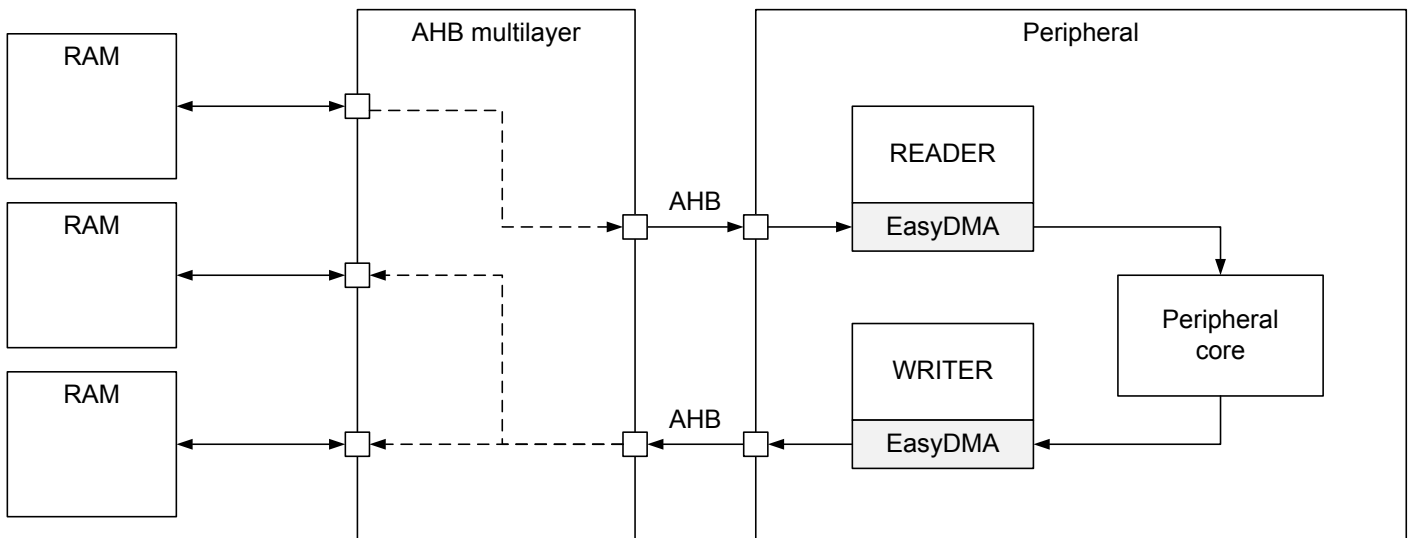 AHB multilayer
Peripheral
RAM
READER
AHB
EasyDMA
RAM
Peripheral
core
WRITER
RAM
AHB
EasyDMA